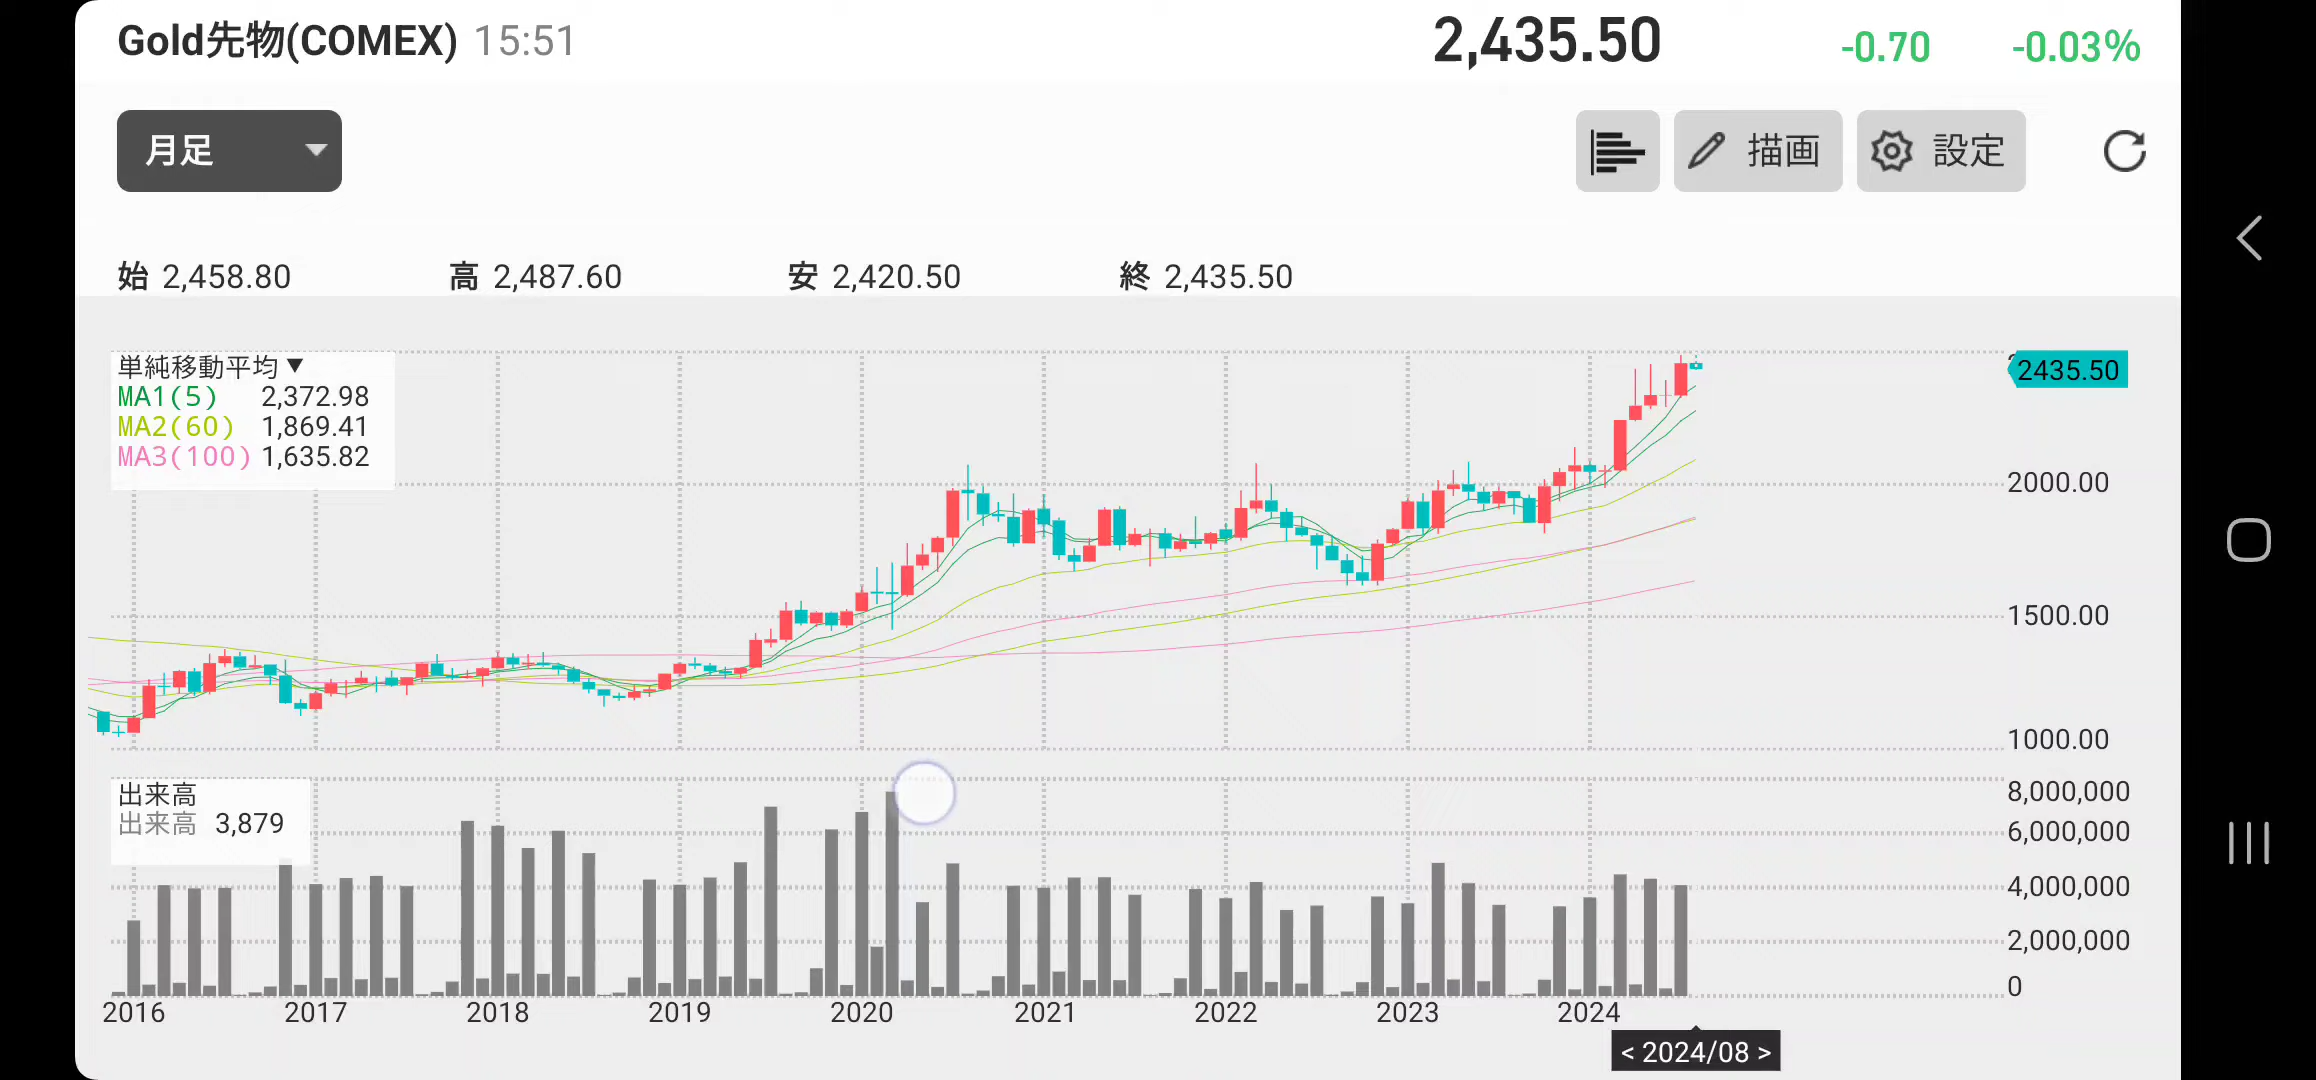 Gold先物(COMEX) 15:51 2,435.50 -0.70 -0.03%
月足 描画 設定
始 2,458.80 高 2,487.60 安 2,420.50 終 2,435.50
単純移動平均▼
MA1(5) 2,372.98
MA2(60) 1,869.41
MA3(100) 1,635.82
2435.50
2000.00
1500.00
1000.00
出来高
出来高 3,879
8,000,000
6,000,000
4,000,000
2,000,000
0
2016 2017 2018 2019 2020 2021 2022 2023 2024
< 2024/08 >